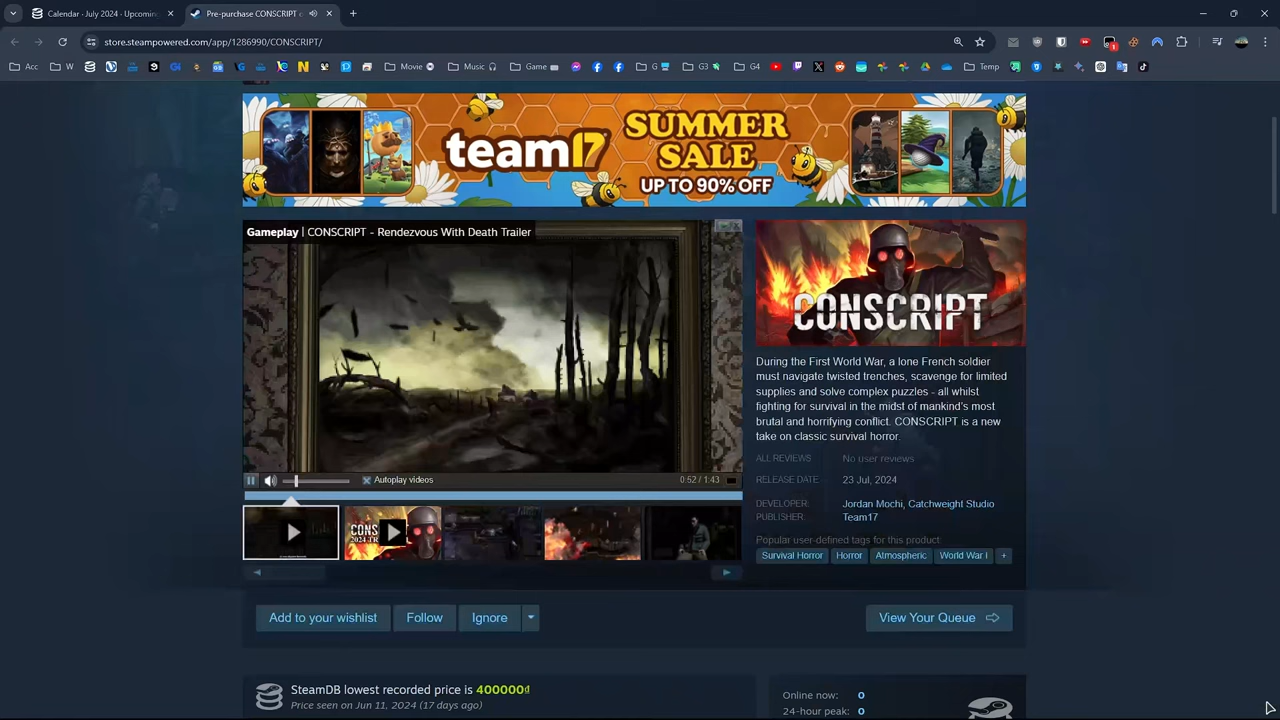 Calendar · July 2024 - Upcomin
Pre-purchase CONSCRIPT o
store.steampowered.com/app/1286990/CONSCRIPT/
Acc
W
Movie
Music
Game
G
G3
G4
Temp
team17
SUMMER
SALE
UP TO 90% OFF
Gameplay | CONSCRIPT - Rendezvous With Death Trailer
CONSCRIPT
During the First World War, a lone French soldier
must navigate twisted trenches, scavenge for limited
supplies and solve complex puzzles - all whilst
fighting for survival in the midst of mankind's most
brutal and horrifying conflict. CONSCRIPT is a new
take on classic survival horror.
ALL REVIEWS No user reviews
RELEASE DATE 23 Jul, 2024
DEVELOPER: Jordan Mochi, Catchweight Studio
PUBLISHER: Team17
Popular user-defined tags for this product:
Survival Horror Horror Atmospheric World War I +
Autoplay videos
0:52 / 1:43
Add to your wishlist
Follow
Ignore
View Your Queue
SteamDB lowest recorded price is 400000₫
Price seen on Jun 11, 2024 (17 days ago)
Online now: 0
24-hour peak: 0